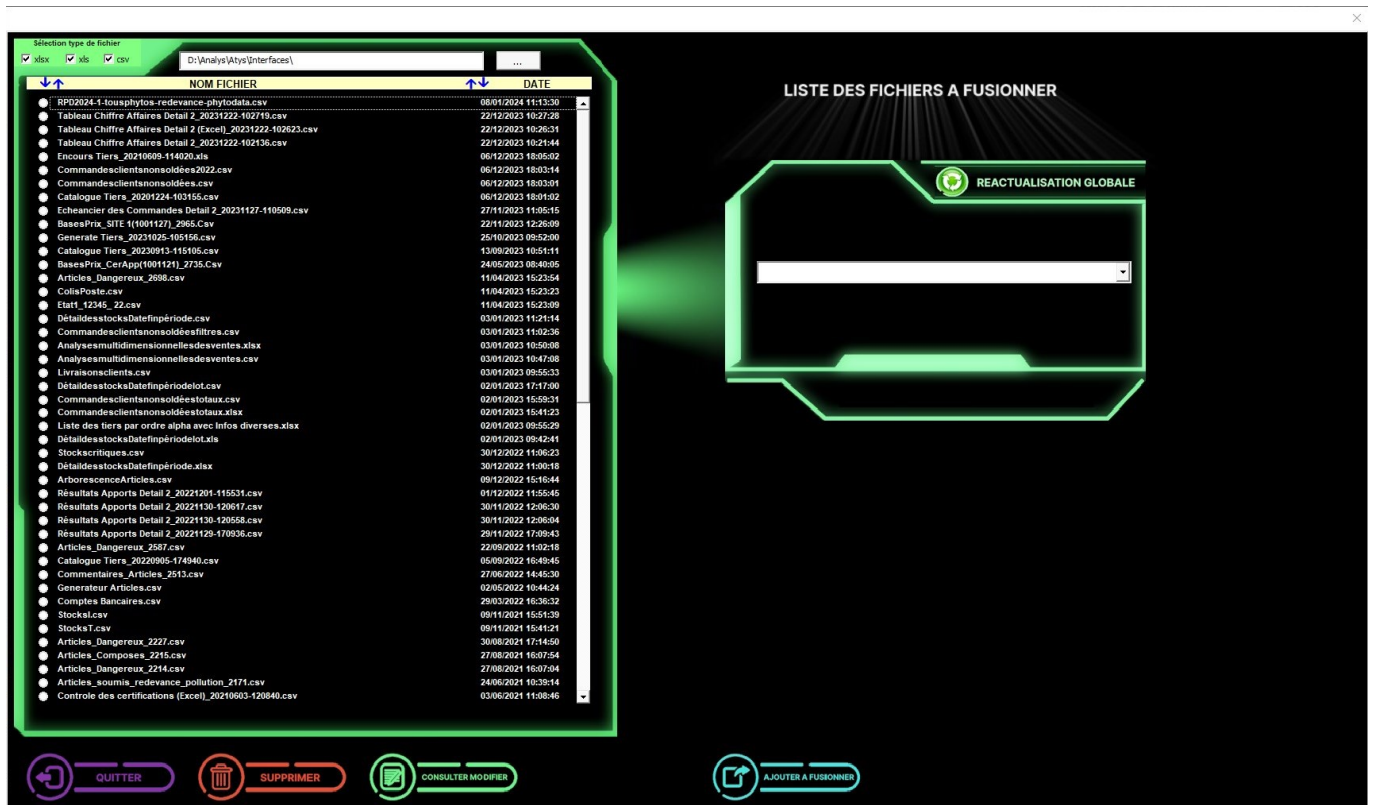 Sélection type de fichier
xlsx xls csv D:\Analys\Atys\Interfaces\ ...
NOM FICHIER DATE
RPD2024-1-tousphytos-redevance-phytodata.csv 08/01/2024 11:13:30
Tableau Chiffre Affaires Detail 2_20231222-102719.csv 22/12/2023 10:27:28
Tableau Chiffre Affaires Detail 2 (Excel)_20231222-102623.csv 22/12/2023 10:26:31
Tableau Chiffre Affaires Detail 2_20231222-102136.csv 22/12/2023 10:21:44
Encours Tiers_20210609-114020.xls 06/12/2023 18:05:02
Commandesclientsnonsoldées2022.csv 06/12/2023 18:03:14
Commandesclientsnonsoldées.csv 06/12/2023 18:03:01
Catalogue Tiers_20201224-103155.csv 06/12/2023 18:01:02
Echeancier des Commandes Detail 2_20231127-110509.csv 27/11/2023 11:05:15
BasesPrix_SITE 1(1001127)_2965.Csv 22/11/2023 12:26:09
Generate Tiers_20231025-105156.csv 25/10/2023 09:52:00
Catalogue Tiers_20230913-115105.csv 13/09/2023 10:51:11
BasesPrix_CerApp(1001121)_2735.Csv 24/05/2023 08:40:05
Articles_Dangereux_2698.csv 11/04/2023 15:23:54
ColisPoste.csv 11/04/2023 15:23:23
Etat1_12345_ 22.csv 11/04/2023 15:23:09
DétaildesstocksDatefinpériode.csv 03/01/2023 11:21:14
Commandesclientsnonsoldéesfiltres.csv 03/01/2023 11:02:36
Analysesmultidimensionnellesdesventes.xlsx 03/01/2023 10:50:08
Analysesmultidimensionnellesdesventes.csv 03/01/2023 10:47:08
Livraisonsclients.csv 03/01/2023 09:55:33
DétaildesstocksDatefinpériodelot.csv 02/01/2023 17:17:00
Commandesclientsnonsoldéestotaux.csv 02/01/2023 15:59:31
Commandesclientsnonsoldéestotaux.xlsx 02/01/2023 15:41:23
Liste des tiers par ordre alpha avec Infos diverses.xlsx 02/01/2023 09:55:29
DétaildesstocksDatefinpériodelot.xls 02/01/2023 09:42:41
Stockscritiques.csv 30/12/2022 11:06:23
DétaildesstocksDatefinpériode.xlsx 30/12/2022 11:00:18
ArborescenceArticles.csv 09/12/2022 15:16:44
Résultats Apports Detail 2_20221201-115531.csv 01/12/2022 11:55:45
Résultats Apports Detail 2_20221130-120617.csv 30/11/2022 12:06:30
Résultats Apports Detail 2_20221130-120558.csv 30/11/2022 12:06:04
Résultats Apports Detail 2_20221129-170936.csv 29/11/2022 17:09:43
Articles_Dangereux_2587.csv 22/09/2022 11:02:18
Catalogue Tiers_20220905-174940.csv 05/09/2022 16:49:45
Commentaires_Articles_2513.csv 27/06/2022 14:45:30
Generateur Articles.csv 02/05/2022 10:44:24
Comptes Bancaires.csv 29/03/2022 16:36:32
StocksI.csv 09/11/2021 15:51:39
StocksT.csv 09/11/2021 15:41:21
Articles_Dangereux_2227.csv 30/08/2021 17:14:50
Articles_Composes_2215.csv 27/08/2021 16:07:54
Articles_Dangereux_2214.csv 27/08/2021 16:07:04
Articles_soumis_redevance_pollution_2171.csv 24/06/2021 10:39:14
Controle des certifications (Excel)_20210603-120840.csv 03/06/2021 11:08:46
LISTE DES FICHIERS A FUSIONNER
REACTUALISATION GLOBALE
QUITTER
SUPPRIMER
CONSULTER MODIFIER
AJOUTER A FUSIONNER